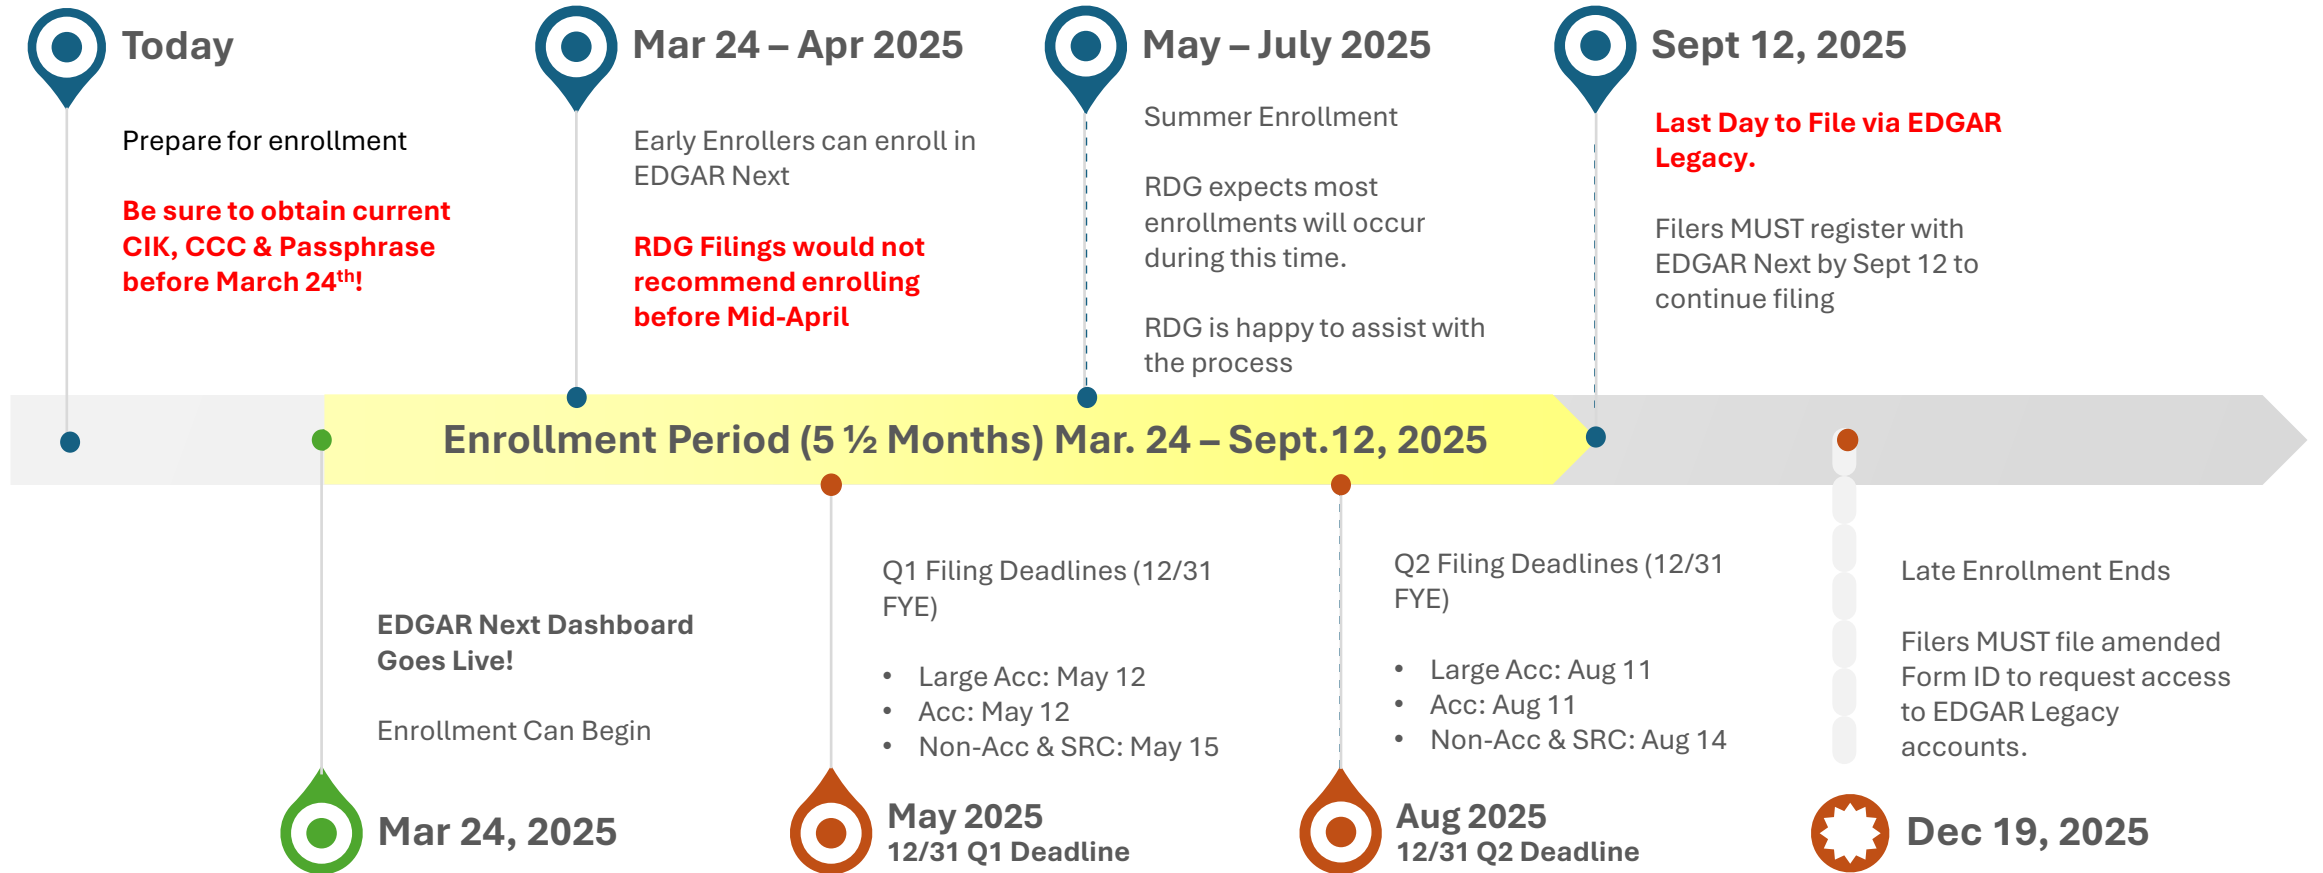 Today
Prepare for enrollment
Be sure to obtain current
CIK, CCC & Passphrase
before March 24th!
Mar 24 – Apr 2025
Early Enrollers can enroll in
EDGAR Next
RDG Filings would not
recommend enrolling
before Mid-April
May – July 2025
Summer Enrollment
RDG expects most
enrollments will occur
during this time.
RDG is happy to assist with
the process
Sept 12, 2025
Last Day to File via EDGAR
Legacy.
Filers MUST register with
EDGAR Next by Sept 12 to
continue filing
Enrollment Period (5 ½ Months) Mar. 24 – Sept.12, 2025
EDGAR Next Dashboard
Goes Live!
Enrollment Can Begin
Mar 24, 2025
Q1 Filing Deadlines (12/31
FYE)
• Large Acc: May 12
• Acc: May 12
• Non-Acc & SRC: May 15
May 2025
12/31 Q1 Deadline
Q2 Filing Deadlines (12/31
FYE)
• Large Acc: Aug 11
• Acc: Aug 11
• Non-Acc & SRC: Aug 14
Aug 2025
12/31 Q2 Deadline
Late Enrollment Ends
Filers MUST file amended
Form ID to request access
to EDGAR Legacy
accounts.
Dec 19, 2025